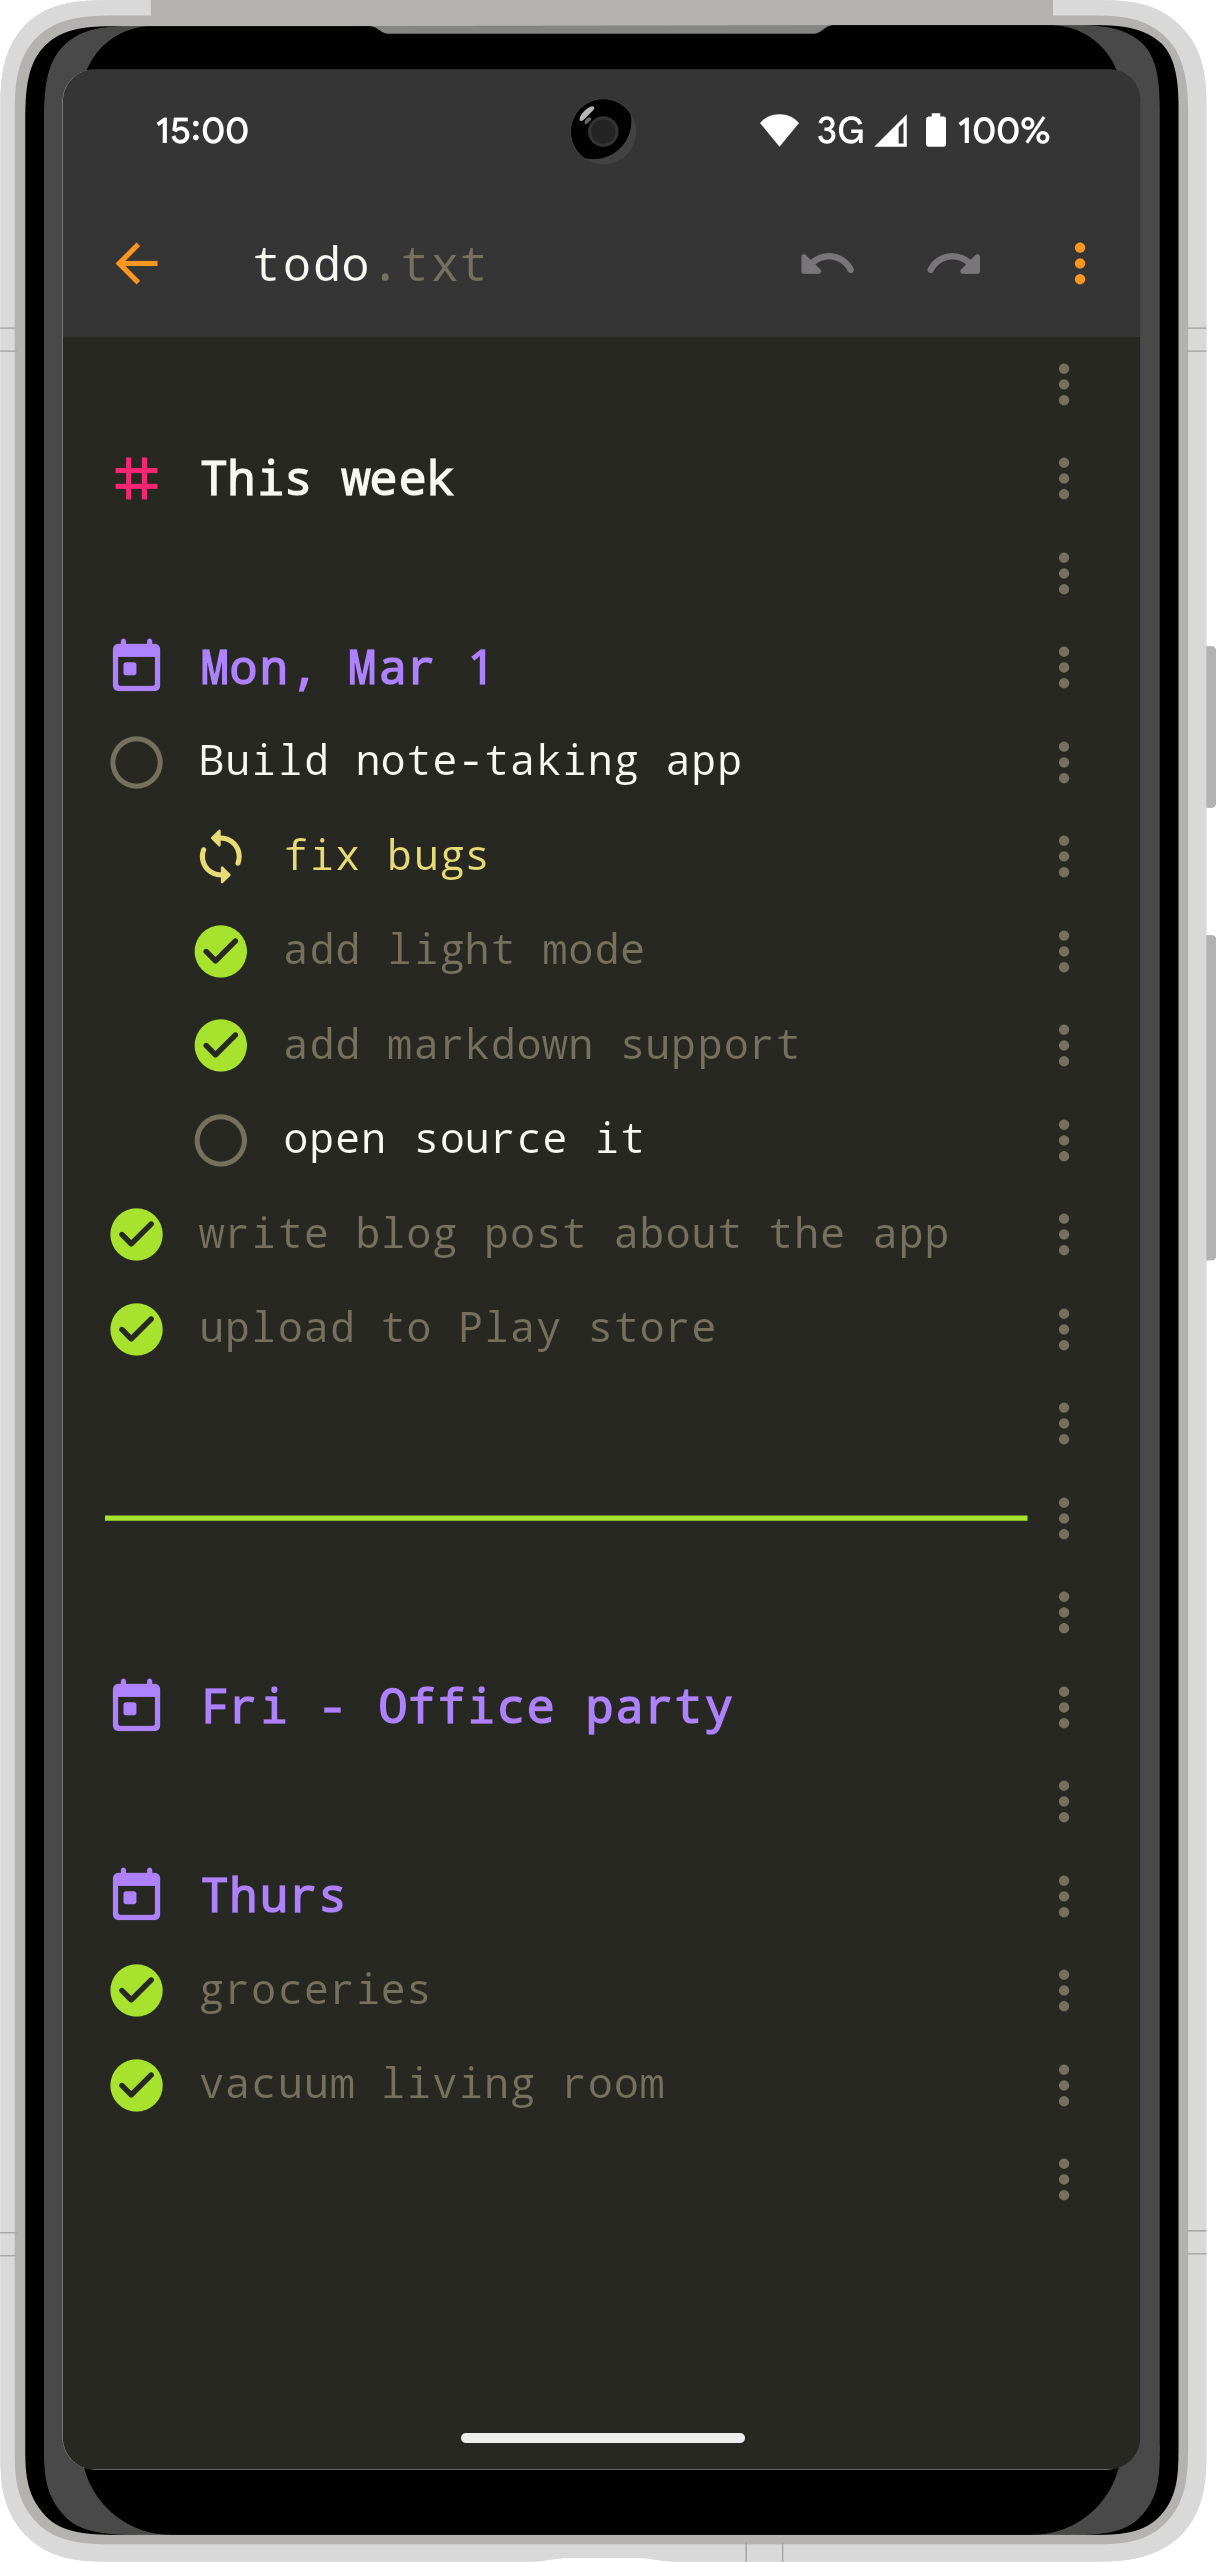 15:00 3G 100%
todo.txt
This week
Mon, Mar 1
Build note-taking app
fix bugs
add light mode
add markdown support
open source it
write blog post about the app
upload to Play store
Fri - Office party
Thurs
groceries
vacuum living room